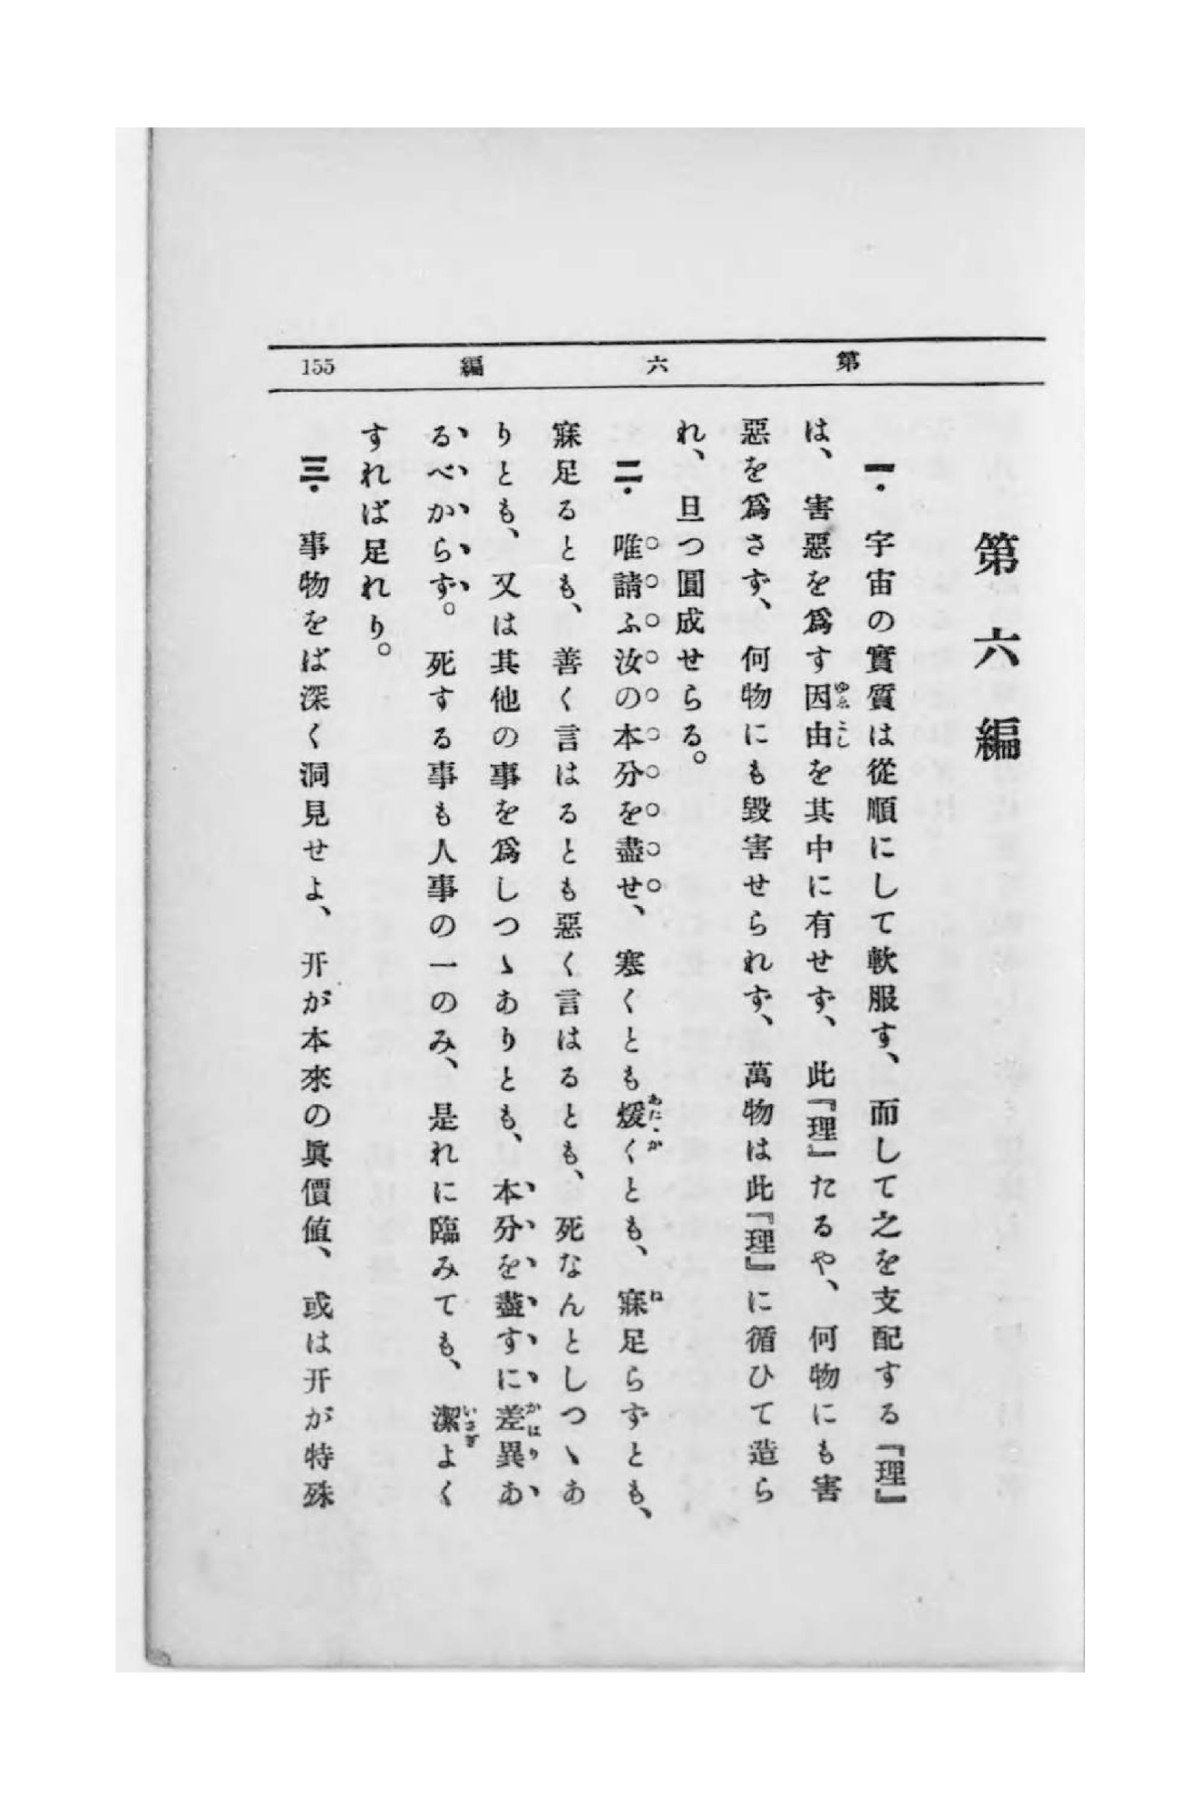 第六編 155
第六編
一. 宇宙の實質は從順にして軟服す、而して之を支配する『理』
は、害惡を爲す因由を其中に有せず、此『理』たるや、何物にも害
惡を爲さず、何物にも毀害せられず、萬物は此『理』に循ひて造ら
れ、旦つ圓成せらる。
二. 唯請ふ汝の本分を盡せ、寒くとも煖くとも、寐足らずとも、
寐足るとも、善く言はるとも惡く言はるとも、死なんとしつゝあ
りとも、又は其他の事を爲しつゝありとも、本分を盡すに差異あ
るべからず。死する事も人事の一のみ、是れに臨みても、潔よく
すれば足れり。
三. 事物をば深く洞見せよ、开が本來の眞價値、或は开が特殊